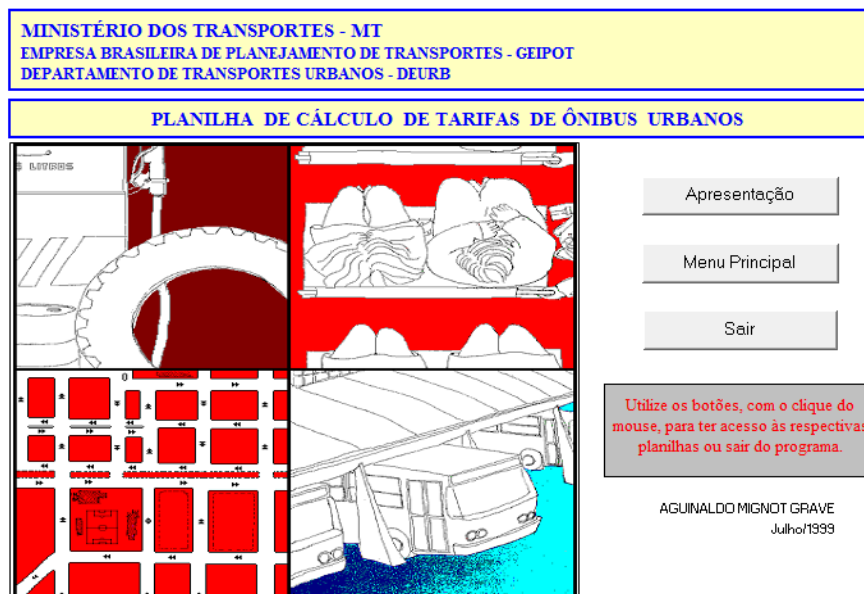 MINISTÉRIO DOS TRANSPORTES - MT
EMPRESA BRASILEIRA DE PLANEJAMENTO DE TRANSPORTES - GEIPOT
DEPARTAMENTO DE TRANSPORTES URBANOS - DEURB
PLANILHA DE CÁLCULO DE TARIFAS DE ÔNIBUS URBANOS
LITROS
Apresentação
Menu Principal
Sair
Utilize os botões, com o clique do
mouse, para ter acesso às respectivas
planilhas ou sair do programa.
AGUINALDO MIGNOT GRAVE
Julho/1999